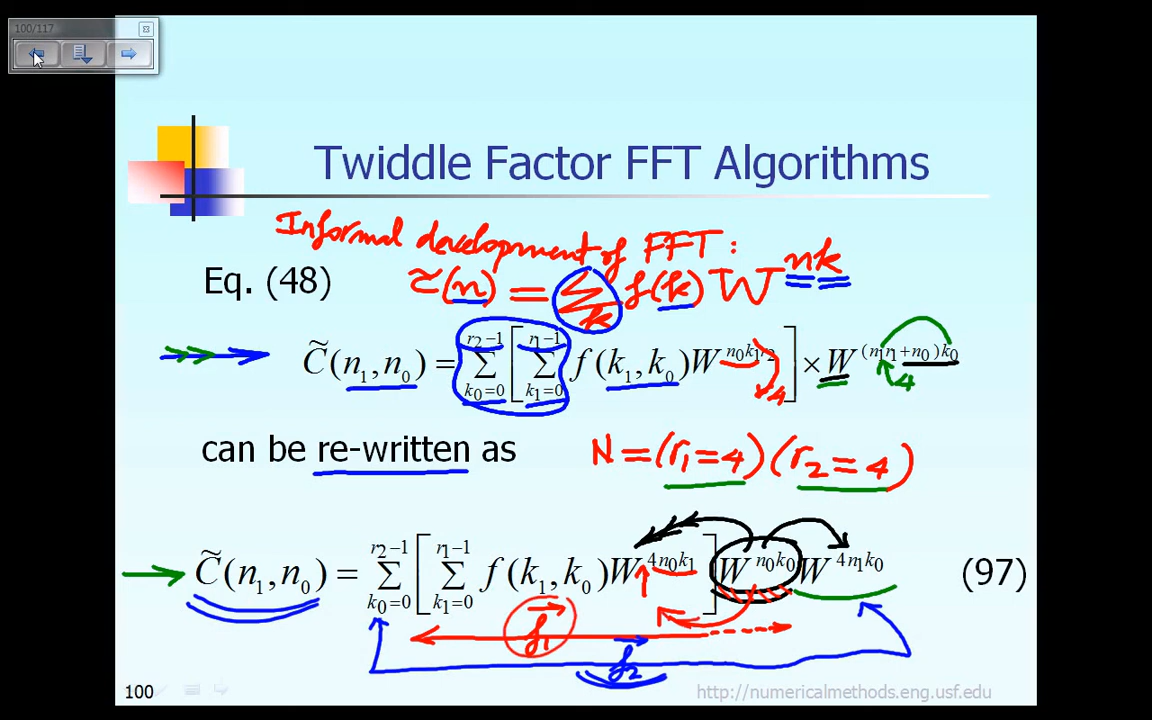 100/117
Twiddle Factor FFT Algorithms
Informal development of FFT:
Eq. (48) C̃(n) = Σ_k f(k) W^{nk}
C̃(n₁,n₀) = Σ_{k₀=0}^{r₂−1} [ Σ_{k₁=0}^{r₁−1} f(k₁,k₀)W^{n₀k₁r₂} ] × W^{(n₁r₁+n₀)k₀}
4 4
can be re-written as N=(r₁=4)(r₂=4)
C̃(n₁,n₀) = Σ_{k₀=0}^{r₂−1} [ Σ_{k₁=0}^{r₁−1} f(k₁,k₀)W^{4n₀k₁} ] W^{n₀k₀} W^{4n₁k₀} (97)
f₁
f₂
100 http://numericalmethods.eng.usf.edu